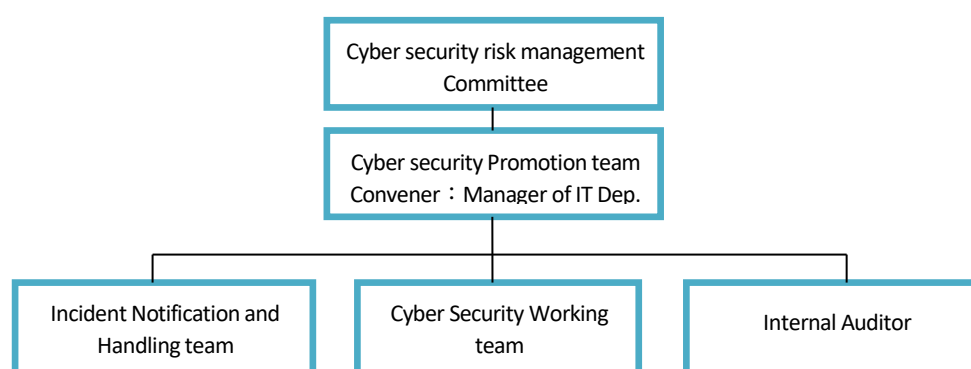 Cyber security risk management
Committee
Cyber security Promotion team
Convener：Manager of IT Dep.
Incident Notification and
Handling team
Cyber Security Working
team
Internal Auditor